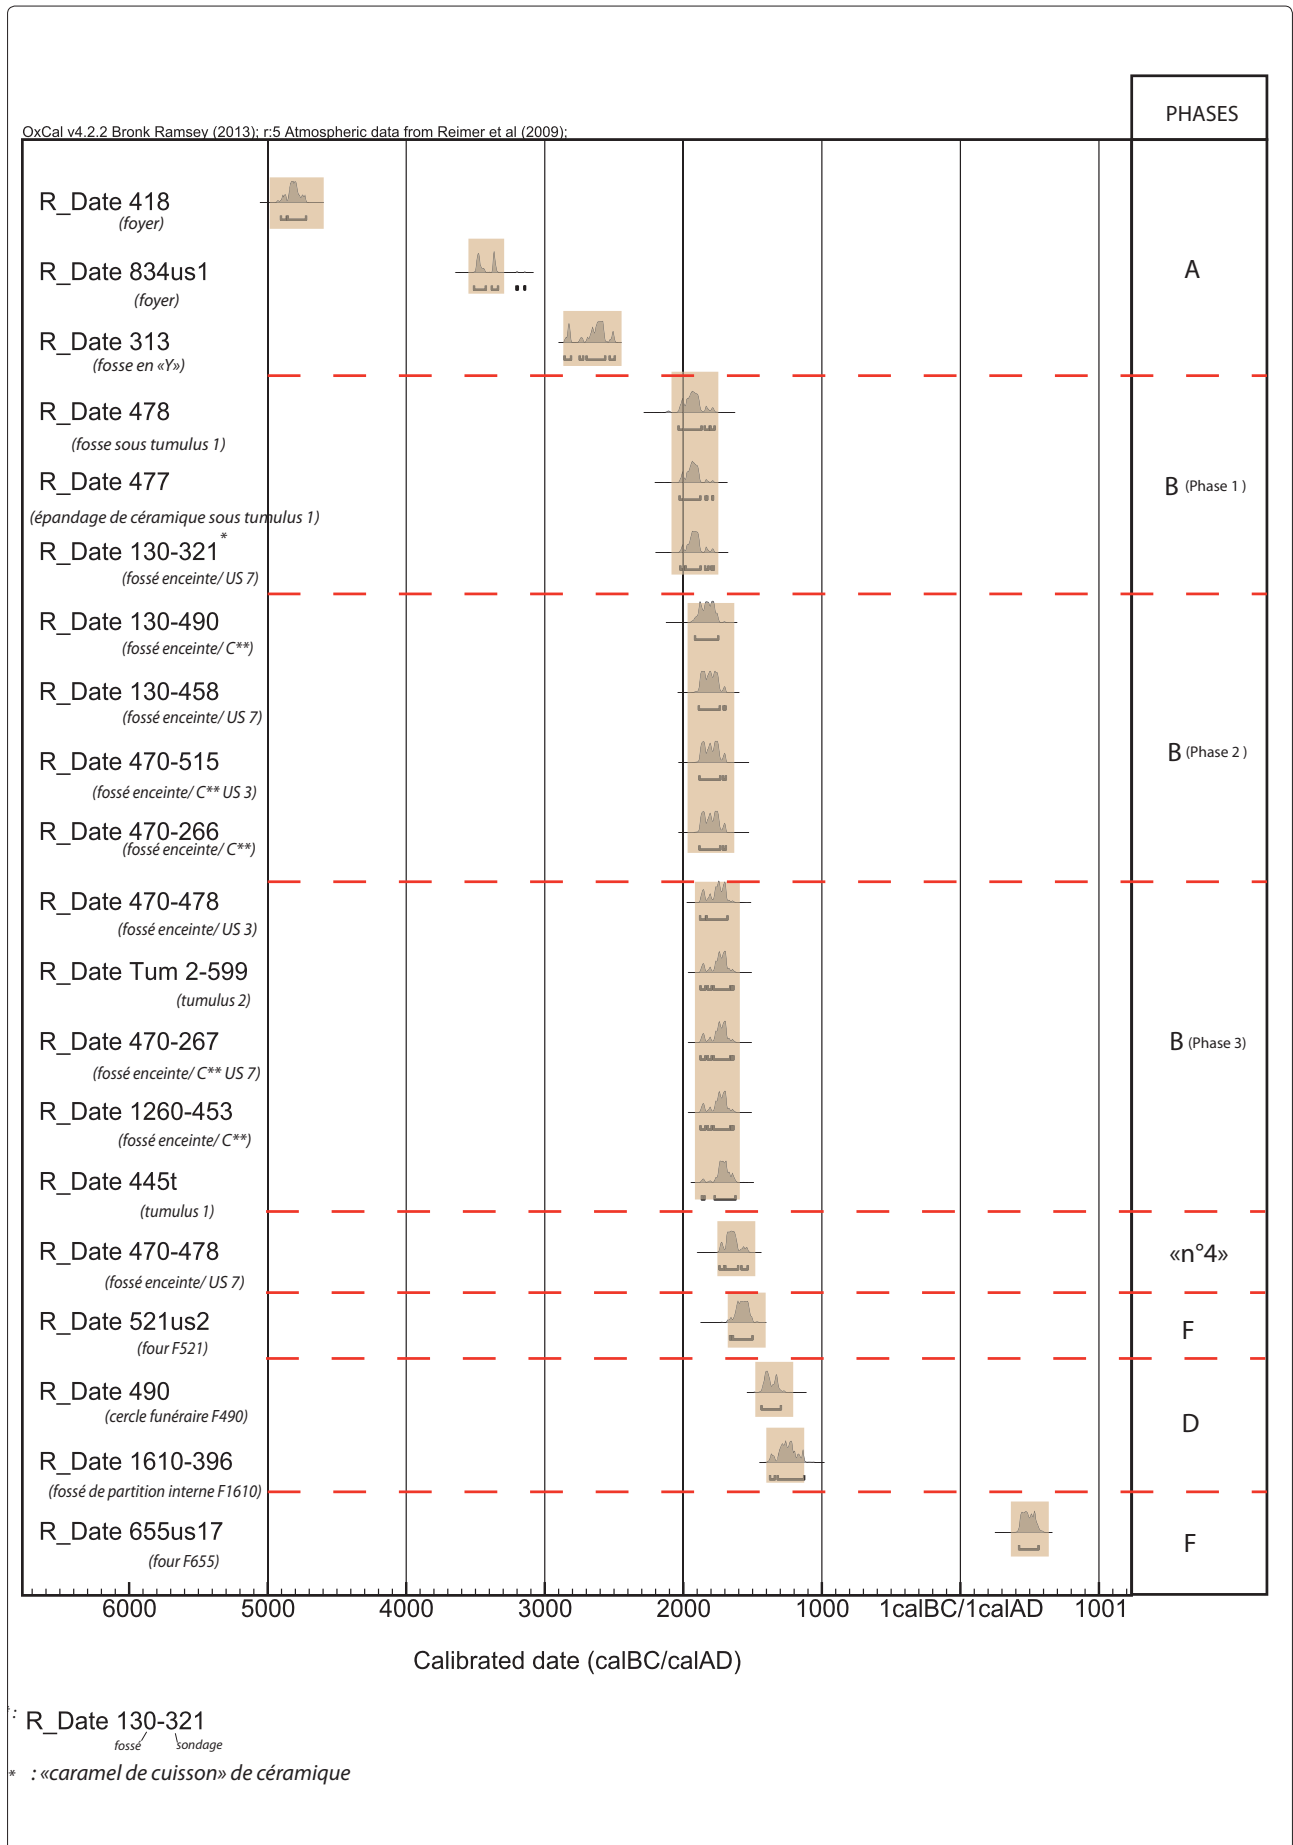 PHASES
OxCal v4.2.2 Bronk Ramsey (2013); r:5 Atmospheric data from Reimer et al (2009);
R_Date 418
(foyer)
R_Date 834us1
(foyer)
A
R_Date 313
(fosse en «Y»)
R_Date 478
(fosse sous tumulus 1)
R_Date 477
B (Phase 1 )
(épandage de céramique sous tumulus 1)
R_Date 130-321*
(fossé enceinte/ US 7)
R_Date 130-490
(fossé enceinte/ C**)
R_Date 130-458
(fossé enceinte/ US 7)
B (Phase 2 )
R_Date 470-515
(fossé enceinte/ C** US 3)
R_Date 470-266
(fossé enceinte/ C**)
R_Date 470-478
(fossé enceinte/ US 3)
R_Date Tum 2-599
(tumulus 2)
R_Date 470-267
B (Phase 3)
(fossé enceinte/ C** US 7)
R_Date 1260-453
(fossé enceinte/ C**)
R_Date 445t
(tumulus 1)
R_Date 470-478
«n°4»
(fossé enceinte/ US 7)
R_Date 521us2
F
(four F521)
R_Date 490
(cercle funéraire F490)
D
R_Date 1610-396
(fossé de partition interne F1610)
R_Date 655us17
F
(four F655)
6000 5000 4000 3000 2000 1000 1calBC/1calAD 1001
Calibrated date (calBC/calAD)
* : R_Date 130-321
fossé sondage
* : «caramel de cuisson» de céramique